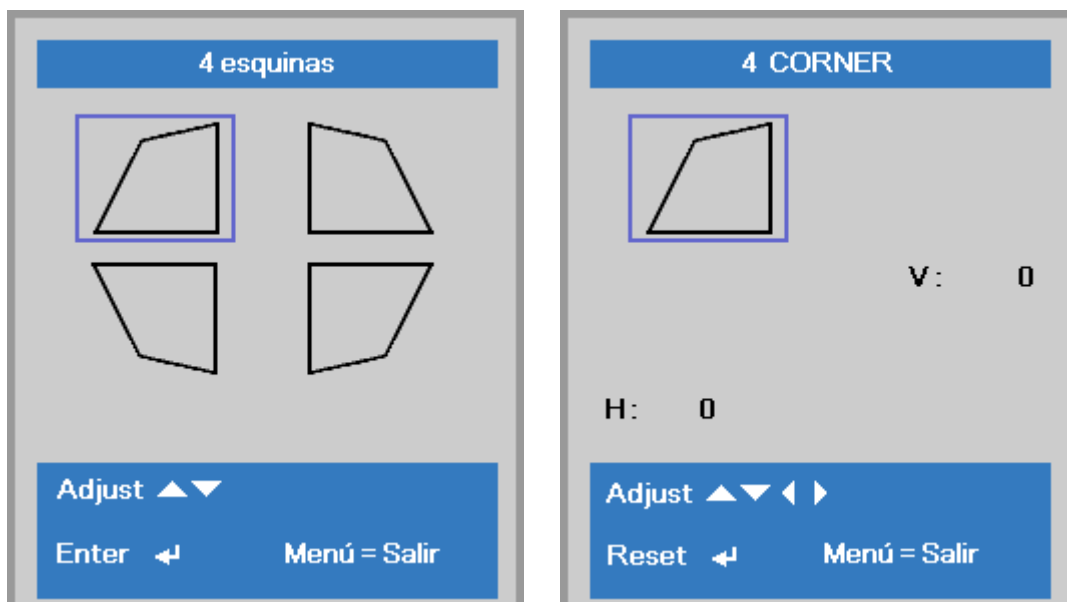 4 esquinas
Adjust
Enter Menú = Salir
4 CORNER
V: 0
H: 0
Adjust
Reset Menú = Salir